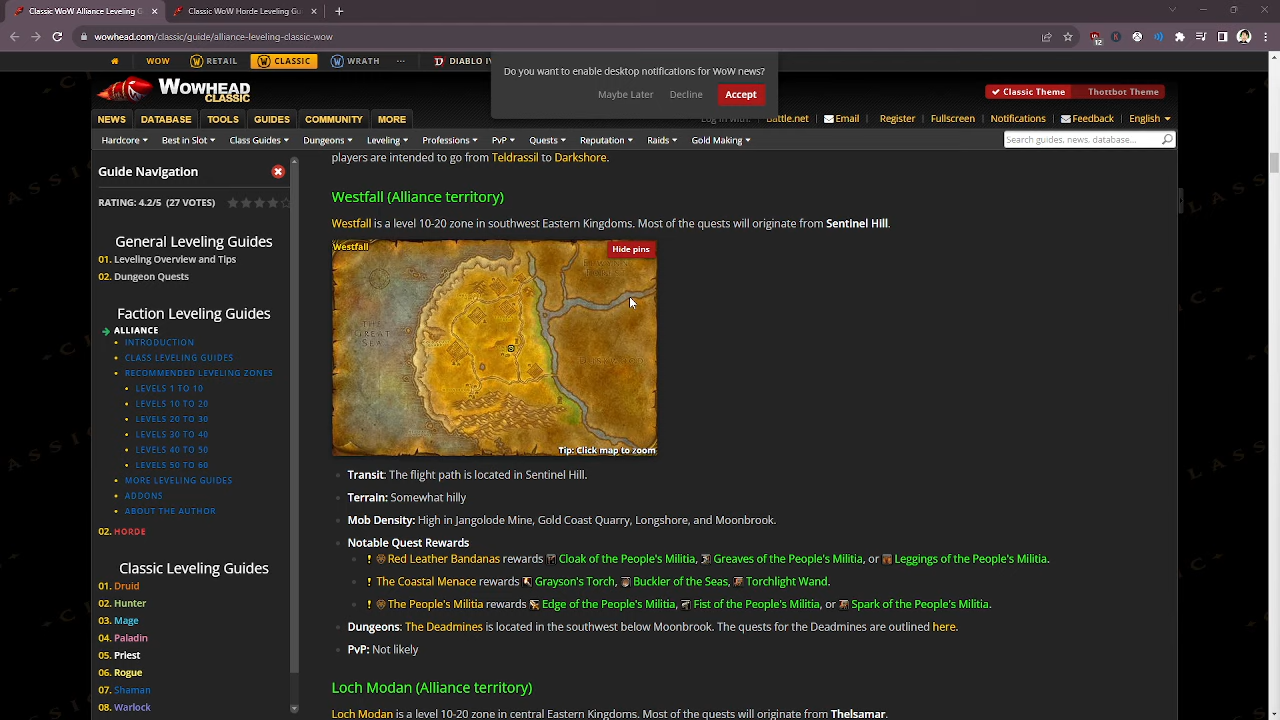 Classic WoW Alliance Leveling G
Classic WoW Horde Leveling Gu
wowhead.com/classic/guide/alliance-leveling-classic-wow
12
K
WOW
RETAIL
CLASSIC
WRATH
DIABLO IV
Do you want to enable desktop notifications for WoW news?
Maybe Later
Decline
Accept
WOWHEAD
CLASSIC
Classic Theme
Thottbot Theme
NEWS
DATABASE
TOOLS
GUIDES
COMMUNITY
MORE
Log in with:
Battle.net
Email
Register
Fullscreen
Notifications
Feedback
English
Hardcore
Best in Slot
Class Guides
Dungeons
Leveling
Professions
PvP
Quests
Reputation
Raids
Gold Making
Search guides, news, database...
Guide Navigation
RATING: 4.2/5 (27 VOTES)
General Leveling Guides
01. Leveling Overview and Tips
02. Dungeon Quests
Faction Leveling Guides
ALLIANCE
INTRODUCTION
CLASS LEVELING GUIDES
RECOMMENDED LEVELING ZONES
LEVELS 1 TO 10
LEVELS 10 TO 20
LEVELS 20 TO 30
LEVELS 30 TO 40
LEVELS 40 TO 50
LEVELS 50 TO 60
MORE LEVELING GUIDES
ADDONS
ABOUT THE AUTHOR
02. HORDE
Classic Leveling Guides
01. Druid
02. Hunter
03. Mage
04. Paladin
05. Priest
06. Rogue
07. Shaman
08. Warlock
players are intended to go from Teldrassil to Darkshore.
Westfall (Alliance territory)
Westfall is a level 10-20 zone in southwest Eastern Kingdoms. Most of the quests will originate from Sentinel Hill.
Westfall
Hide pins
THE
GREAT
SEA
Tip: Click map to zoom
Transit: The flight path is located in Sentinel Hill.
Terrain: Somewhat hilly
Mob Density: High in Jangolode Mine, Gold Coast Quarry, Longshore, and Moonbrook.
Notable Quest Rewards
! Red Leather Bandanas rewards Cloak of the People's Militia, Greaves of the People's Militia, or Leggings of the People's Militia.
! The Coastal Menace rewards Grayson's Torch, Buckler of the Seas, Torchlight Wand.
! The People's Militia rewards Edge of the People's Militia, Fist of the People's Militia, or Spark of the People's Militia.
Dungeons: The Deadmines is located in the southwest below Moonbrook. The quests for the Deadmines are outlined here.
PvP: Not likely
Loch Modan (Alliance territory)
Loch Modan is a level 10-20 zone in central Eastern Kingdoms. Most of the quests will originate from Thelsamar.